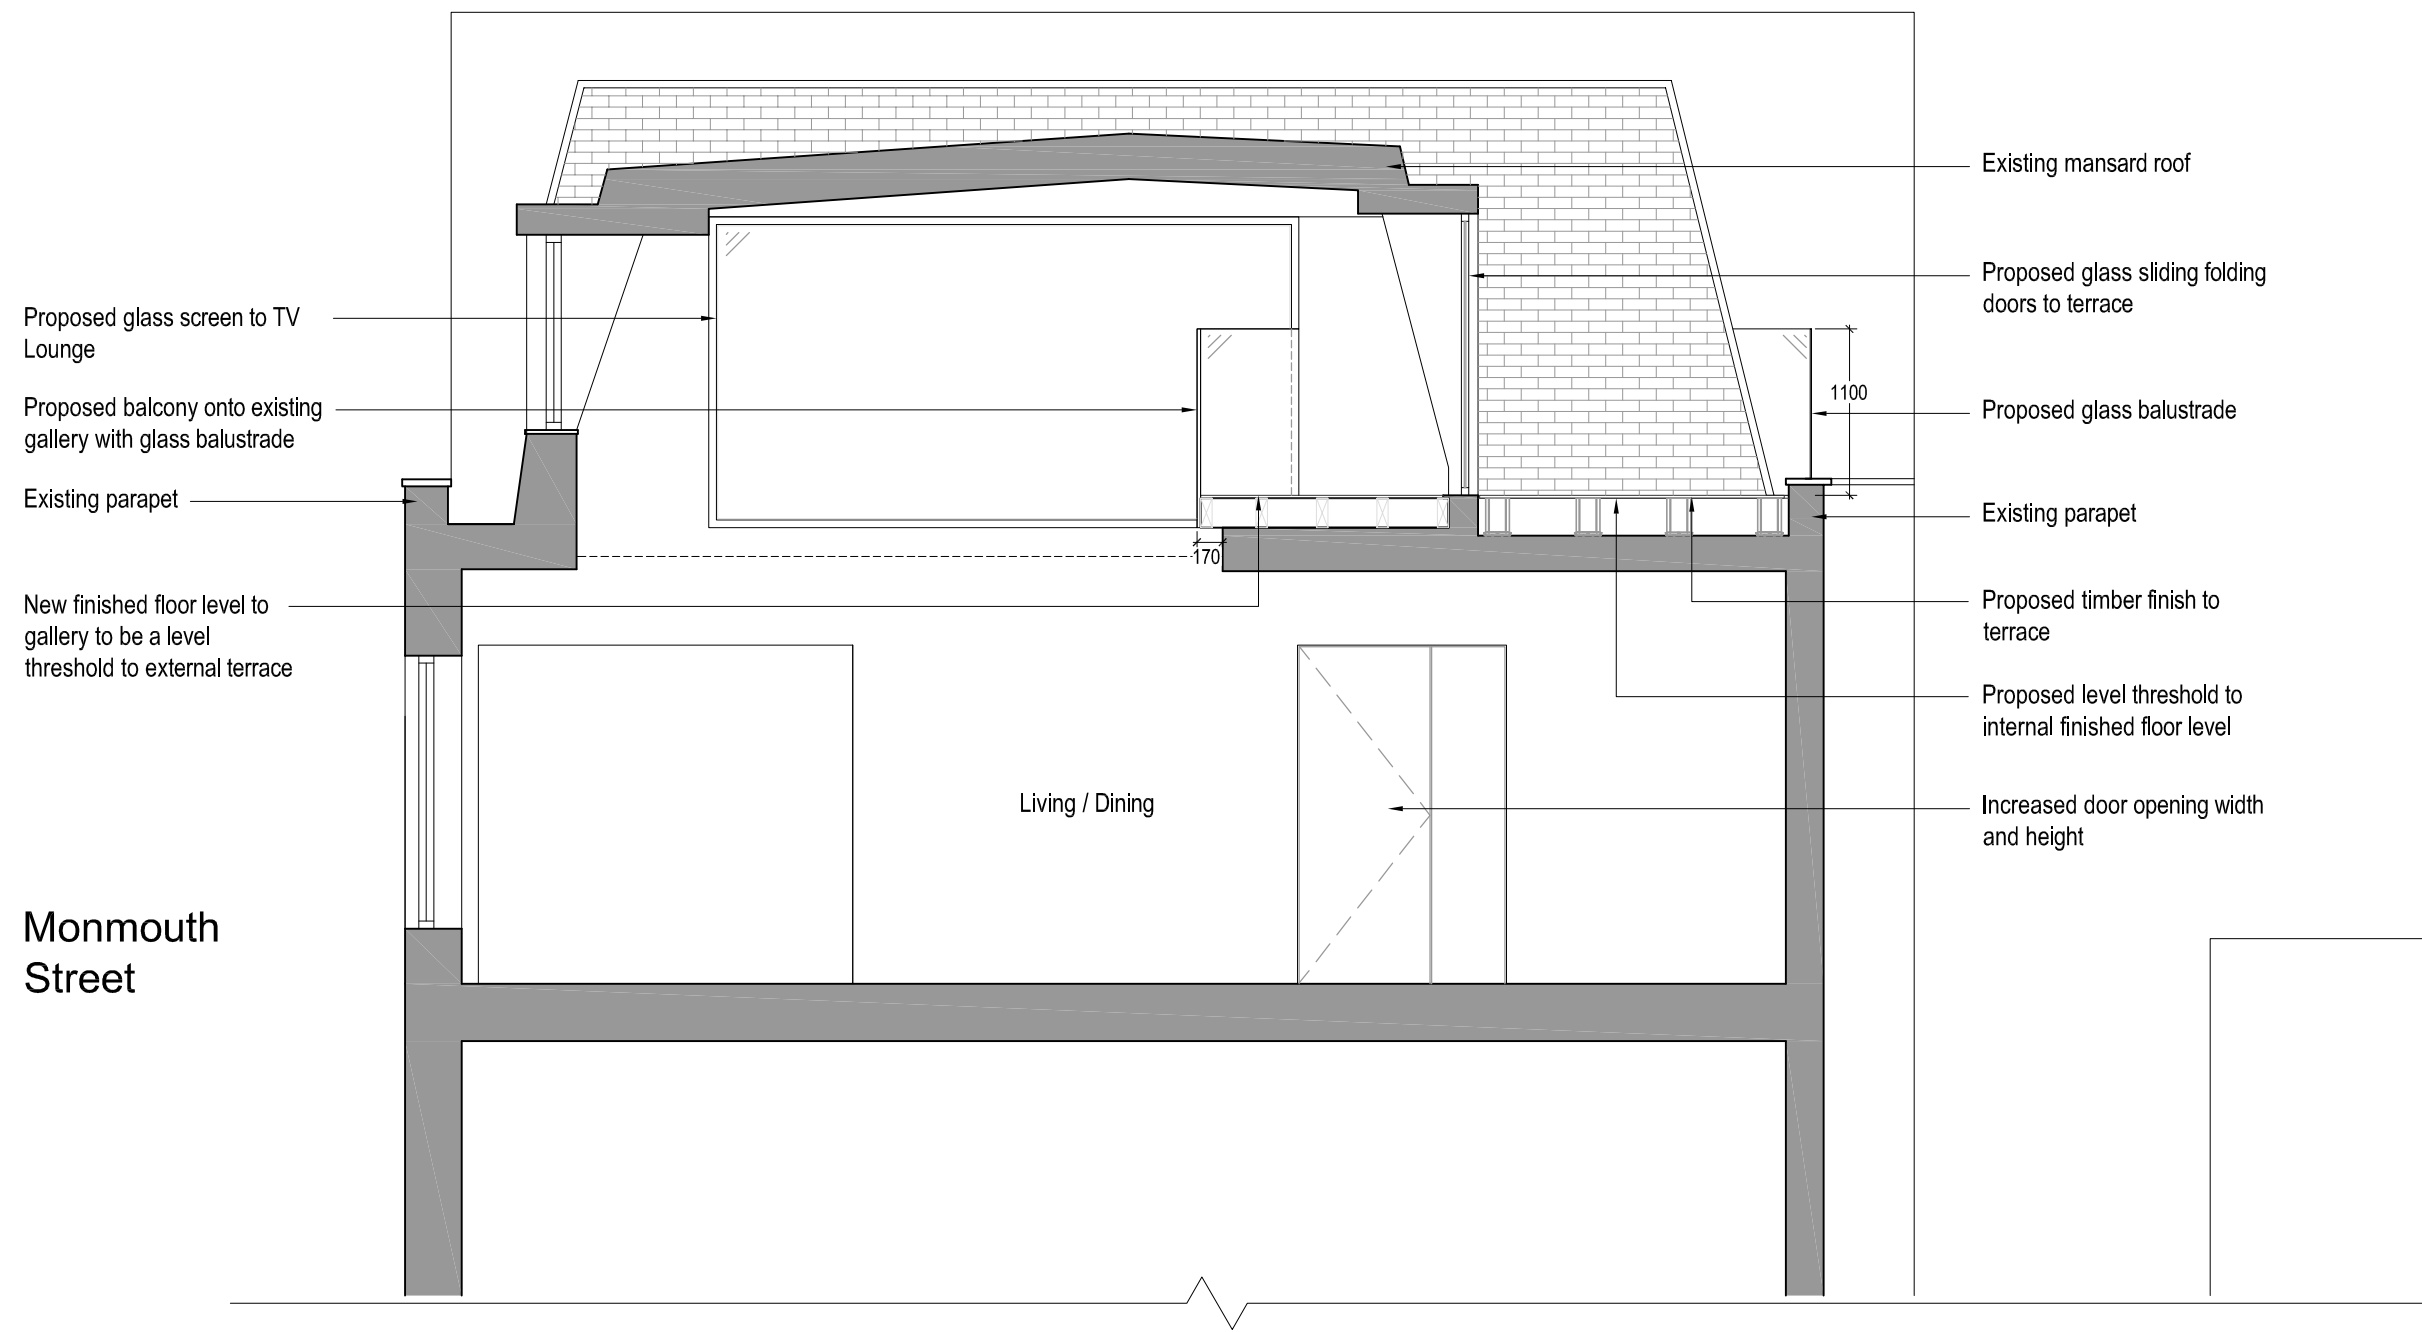 Proposed glass screen to TV
Lounge
Proposed balcony onto existing
gallery with glass balustrade
Existing parapet
New finished floor level to
gallery to be a level
threshold to external terrace
Monmouth
Street
170
Living / Dining
1100
Existing mansard roof
Proposed glass sliding folding
doors to terrace
Proposed glass balustrade
Existing parapet
Proposed timber finish to
terrace
Proposed level threshold to
internal finished floor level
Increased door opening width
and height